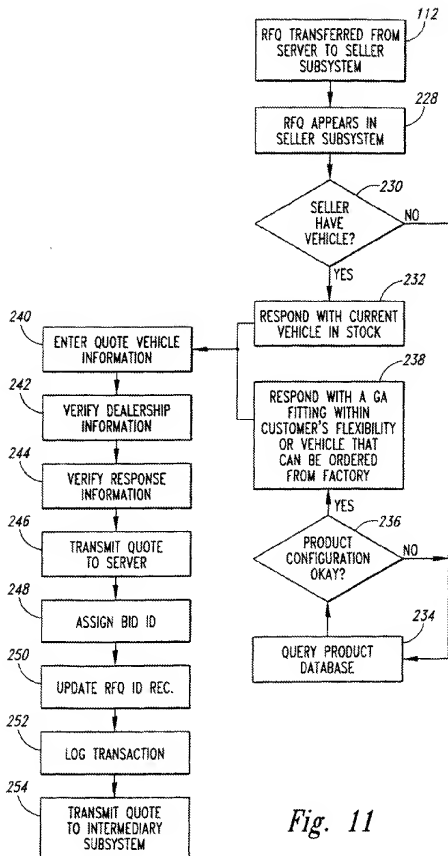 112
RFQ TRANSFERRED FROM
SERVER TO SELLER
SUBSYSTEM
228
RFQ APPEARS IN
SELLER SUBSYSTEM
230
SELLER
HAVE
VEHICLE?
NO
YES
232
RESPOND WITH CURRENT
VEHICLE IN STOCK
238
RESPOND WITH A GA
FITTING WITHIN
CUSTOMER'S FLEXIBILITY
OR VEHICLE THAT
CAN BE ORDERED
FROM FACTORY
YES
236
PRODUCT
CONFIGURATION
OKAY?
NO
234
QUERY PRODUCT
DATABASE
240
ENTER QUOTE VEHICLE
INFORMATION
242
VERIFY DEALERSHIP
INFORMATION
244
VERIFY RESPONSE
INFORMATION
246
TRANSMIT QUOTE
TO SERVER
248
ASSIGN BID ID
250
UPDATE RFQ ID REC.
252
LOG TRANSACTION
254
TRANSMIT QUOTE
TO INTERMEDIARY
SUBSYSTEM
Fig. 11